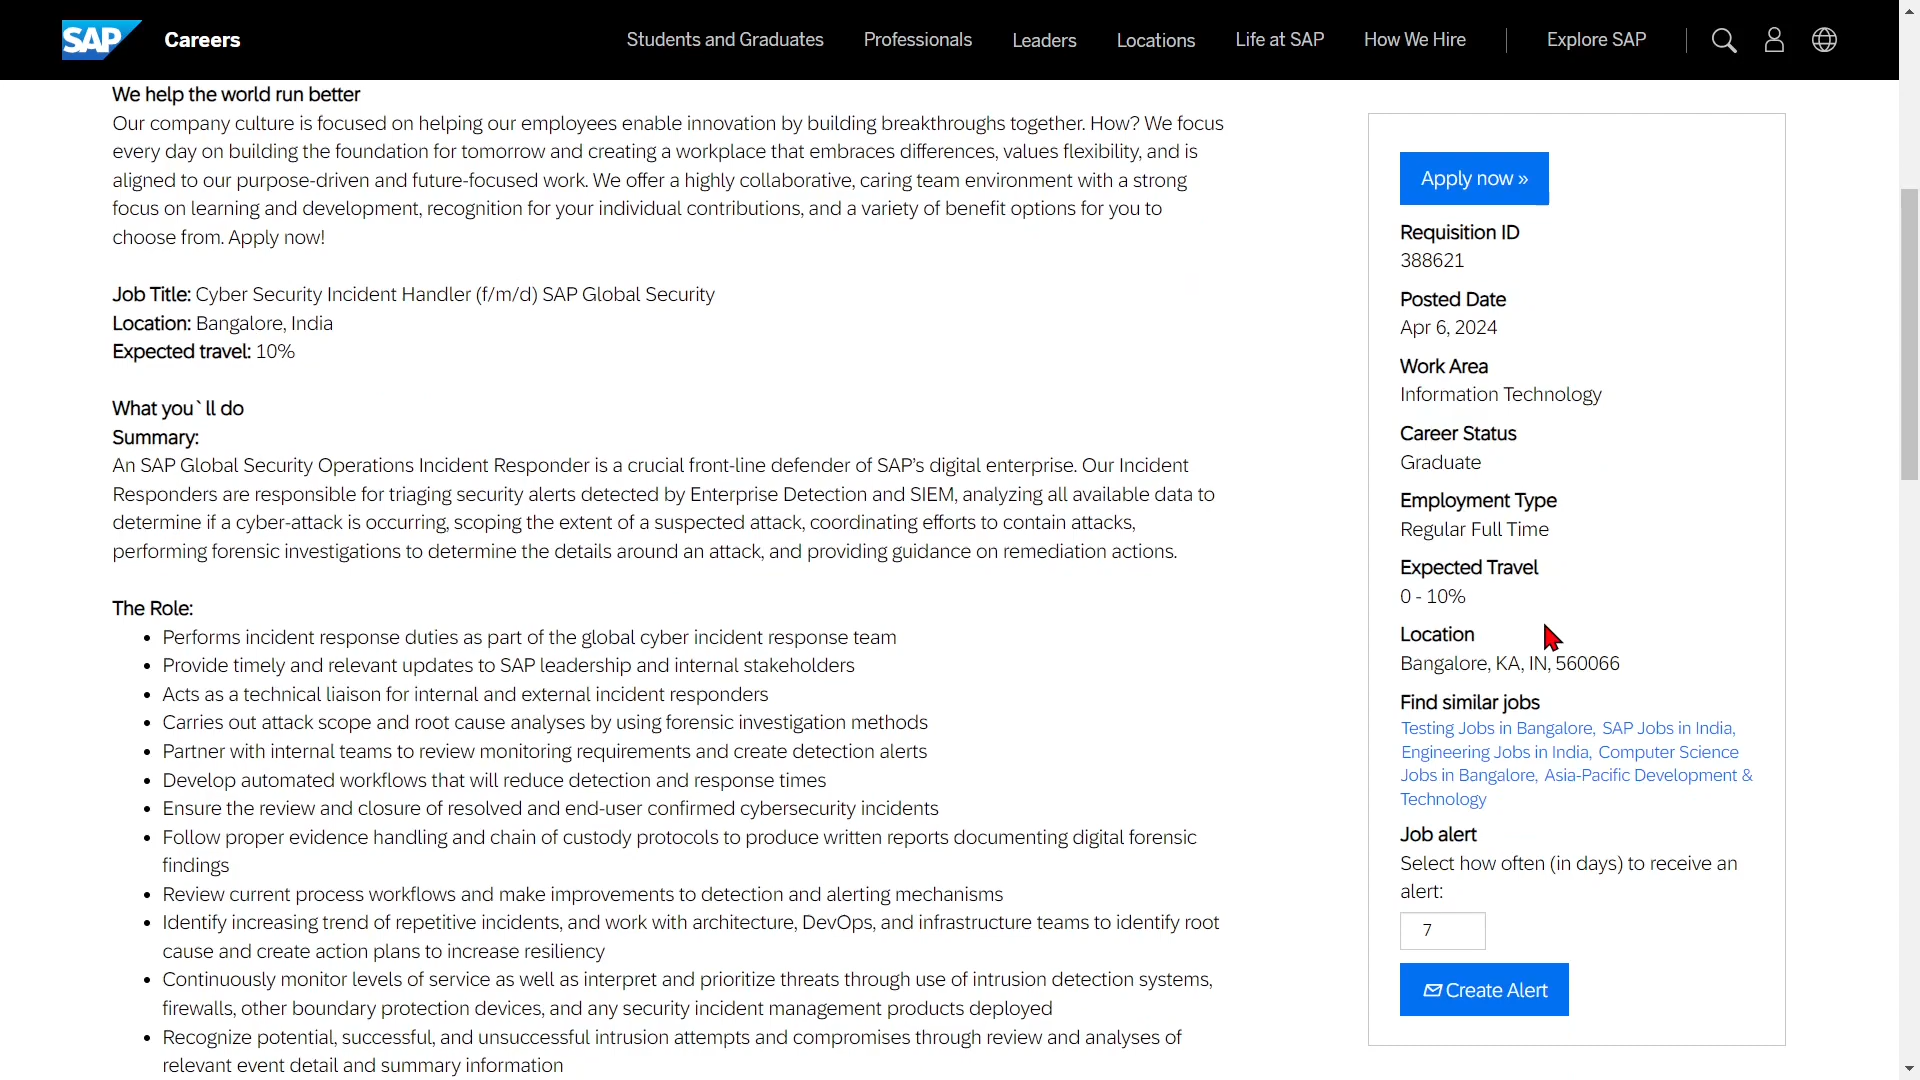 SAP Careers Students and Graduates Professionals Leaders Locations Life at SAP How We Hire Explore SAP
We help the world run better
Our company culture is focused on helping our employees enable innovation by building breakthroughs together. How? We focus
every day on building the foundation for tomorrow and creating a workplace that embraces differences, values flexibility, and is
aligned to our purpose-driven and future-focused work. We offer a highly collaborative, caring team environment with a strong
focus on learning and development, recognition for your individual contributions, and a variety of benefit options for you to
choose from. Apply now!
Job Title: Cyber Security Incident Handler (f/m/d) SAP Global Security
Location: Bangalore, India
Expected travel: 10%
What you`ll do
Summary:
An SAP Global Security Operations Incident Responder is a crucial front-line defender of SAP’s digital enterprise. Our Incident
Responders are responsible for triaging security alerts detected by Enterprise Detection and SIEM, analyzing all available data to
determine if a cyber-attack is occurring, scoping the extent of a suspected attack, coordinating efforts to contain attacks,
performing forensic investigations to determine the details around an attack, and providing guidance on remediation actions.
The Role:
• Performs incident response duties as part of the global cyber incident response team
• Provide timely and relevant updates to SAP leadership and internal stakeholders
• Acts as a technical liaison for internal and external incident responders
• Carries out attack scope and root cause analyses by using forensic investigation methods
• Partner with internal teams to review monitoring requirements and create detection alerts
• Develop automated workflows that will reduce detection and response times
• Ensure the review and closure of resolved and end-user confirmed cybersecurity incidents
• Follow proper evidence handling and chain of custody protocols to produce written reports documenting digital forensic
findings
• Review current process workflows and make improvements to detection and alerting mechanisms
• Identify increasing trend of repetitive incidents, and work with architecture, DevOps, and infrastructure teams to identify root
cause and create action plans to increase resiliency
• Continuously monitor levels of service as well as interpret and prioritize threats through use of intrusion detection systems,
firewalls, other boundary protection devices, and any security incident management products deployed
• Recognize potential, successful, and unsuccessful intrusion attempts and compromises through review and analyses of
relevant event detail and summary information
Apply now »
Requisition ID
388621
Posted Date
Apr 6, 2024
Work Area
Information Technology
Career Status
Graduate
Employment Type
Regular Full Time
Expected Travel
0 - 10%
Location
Bangalore, KA, IN, 560066
Find similar jobs
Testing Jobs in Bangalore, SAP Jobs in India,
Engineering Jobs in India, Computer Science
Jobs in Bangalore, Asia-Pacific Development &
Technology
Job alert
Select how often (in days) to receive an
alert:
7
Create Alert